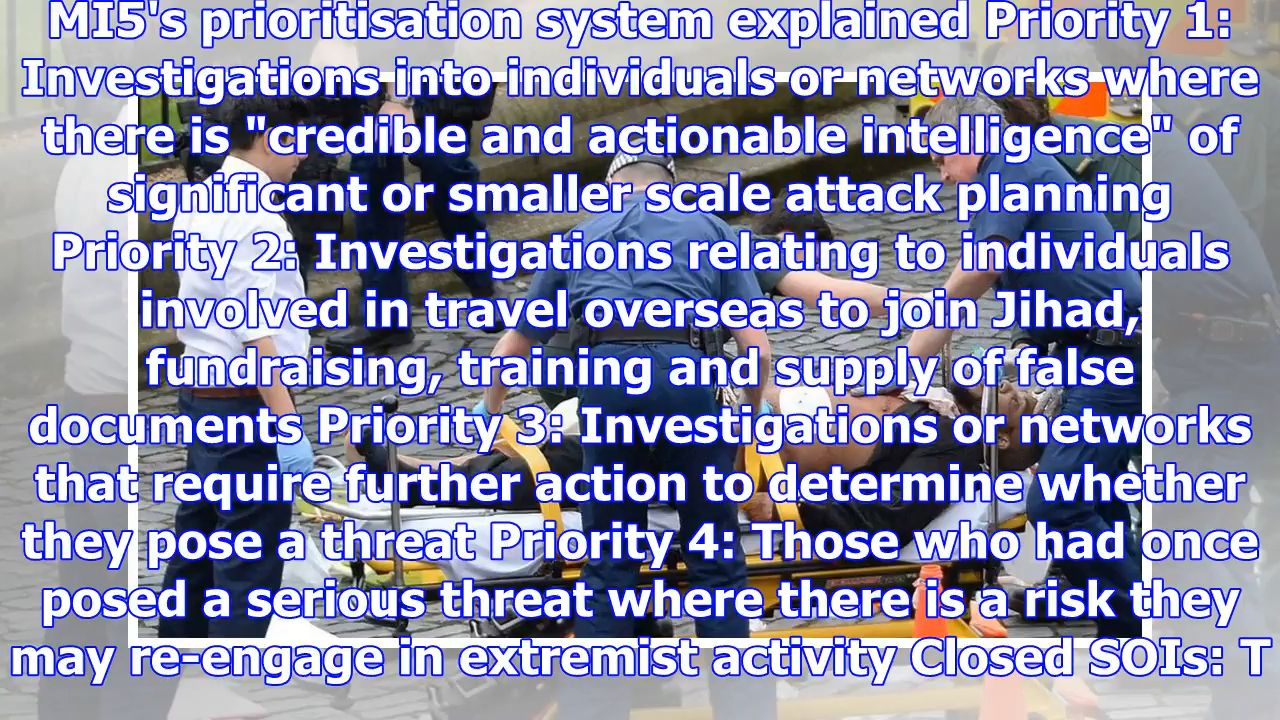 MI5's prioritisation system explained Priority 1:
Investigations into individuals or networks where
there is "credible and actionable intelligence" of
significant or smaller scale attack planning
Priority 2: Investigations relating to individuals
involved in travel overseas to join Jihad,
fundraising, training and supply of false
documents Priority 3: Investigations or networks
that require further action to determine whether
they pose a threat Priority 4: Those who had once
posed a serious threat where there is a risk they
may re-engage in extremist activity Closed SOIs: T